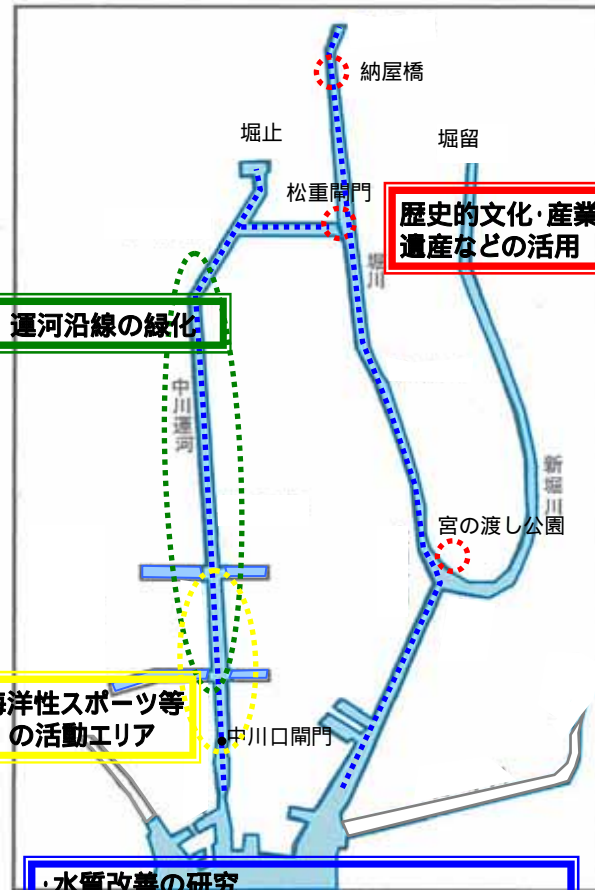 納屋橋
堀止
堀留
松重閘門
歴史的文化・産業
遺産などの活用
堀川
運河沿線の緑化
中川運河
新堀川
宮の渡し公園
海洋性スポーツ等
の活動エリア
中川口閘門
・水質改善の研究